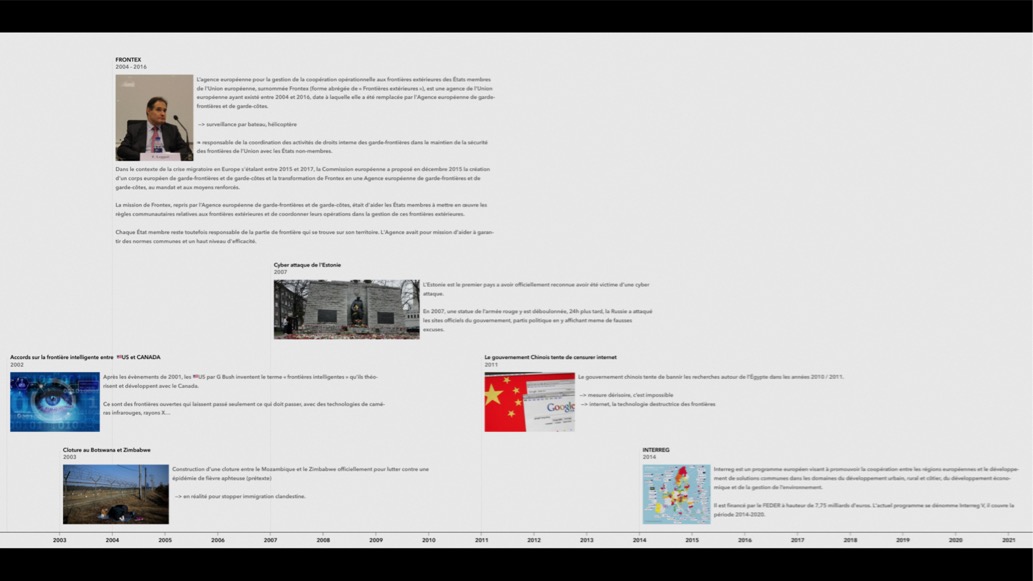 FRONTEX
2004 - 2016
L'agence européenne pour la gestion de la coopération opérationnelle aux frontières extérieures des États membres
de l'Union européenne, surnommée Frontex (forme abrégée de « Frontières extérieures »), est une agence de l'Union
européenne ayant existé entre 2004 et 2016, date à laquelle elle a été remplacée par l'Agence européenne de garde-
frontières et de garde-côtes.
--> surveillance par bateau, hélicoptère
responsable de la coordination des activités de droits interne des garde-frontières dans le maintien de la sécurité
des frontières de l'Union avec les États non-membres.
Dans le contexte de la crise migratoire en Europe s'étalant entre 2015 et 2017, la Commission européenne a proposé en décembre 2015 la création
d'un corps européen de garde-frontières et de garde-côtes et la transformation de Frontex en une Agence européenne de garde-frontières et de
garde-côtes, au mandat et aux moyens renforcés.
La mission de Frontex, repris par l'Agence européenne de garde-frontières et de garde-côtes, était d'aider les États membres à mettre en œuvre les
règles communautaires relatives aux frontières extérieures et de coordonner leurs opérations dans la gestion de ces frontières extérieures.
Chaque État membre reste toutefois responsable de la partie de frontière qui se trouve sur son territoire. L'Agence avait pour mission d'aider à garan-
tir des normes communes et un haut niveau d'efficacité.
Cyber attaque de l'Estonie
2007
L'Estonie est le premier pays a avoir officiellement reconnue avoir été victime d'une cyber
attaque.
En 2007, une statue de l'armée rouge y est déboulonnée, 24h plus tard, la Russie a attaqué
les sites officiels du gouvernement, partis politique en y affichant meme de fausses
excuses.
Accords sur la frontière intelligente entre US et CANADA
2002
Après les événements de 2001, les US par G Bush inventent le terme « frontières intelligentes » qu'ils théo-
risent et développent avec le Canada.
Ce sont des frontières ouvertes qui laissent passé seulement ce qui doit passer, avec des technologies de camé-
ras infrarouges, rayons X...
Le gouvernement Chinois tente de censurer internet
2011
Le gouvernement chinois tente de bannir les recherches autour de l'Égypte dans les années 2010 / 2011.
--> mesure dérisoire, c'est impossible
--> internet, la technologie destructrice des frontières
Google
Cloture au Botswana et Zimbabwe
2003
Construction d'une cloture entre le Mozambique et le Zimbabwe officiellement pour lutter contre une
épidémie de fièvre aphteuse (prétexte)
--> en réalité pour stopper immigration clandestine.
INTERREG
2014
Interreg est un programme européen visant à promouvoir la coopération entre les régions européennes et le développe-
ment de solutions communes dans les domaines du développement urbain, rural et côtier, du développement écono-
mique et de la gestion de l'environnement.
Il est financé par le FEDER à hauteur de 7,75 milliards d'euros. L'actuel programme se dénomme Interreg V, il couvre la
période 2014-2020.
2003 2004 2005 2006 2007 2008 2009 2010 2011 2012 2013 2014 2015 2016 2017 2018 2019 2020 2021